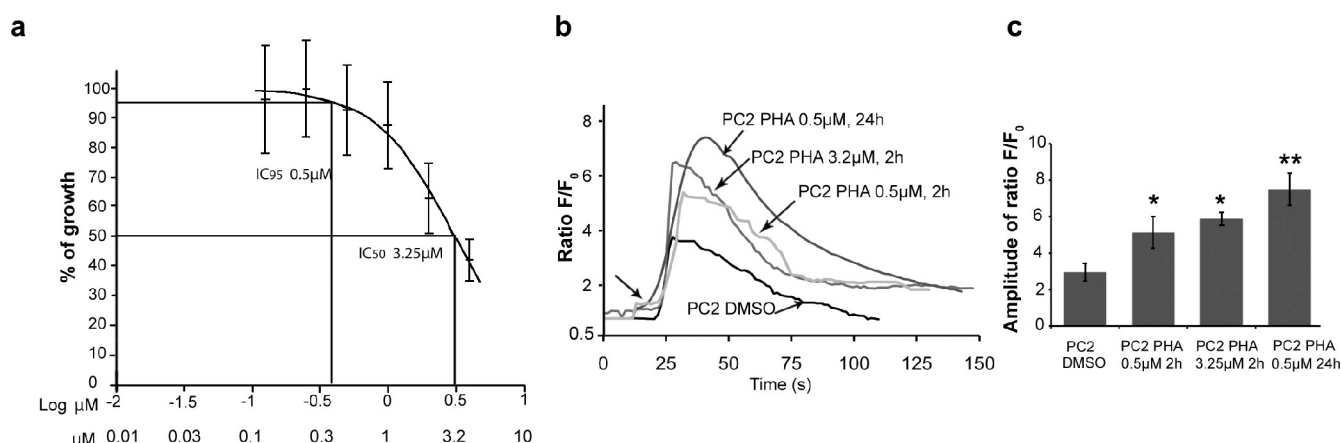 a
% of growth
100
90
80
70
60
50
40
30
20
10
0
IC95 0.5µM
IC50 3.25µM
Log µM
-2 -1.5 -1 -0.5 0 0.5 1
µM 0.01 0.03 0.1 0.3 1 3.2 10
b
Ratio F/F0
8
6
4
2
0.5
PC2 PHA 0.5µM, 24h
PC2 PHA 3.2µM, 2h
PC2 PHA 0.5µM, 2h
PC2 DMSO
0 25 50 75 100 125 150
Time (s)
c
Amplitude of ratio F/F0
10
8
6
4
2
0
* * **
PC2 DMSO
PC2 PHA 0.5µM 2h
PC2 PHA 3.25µM 2h
PC2 PHA 0.5µM 24h